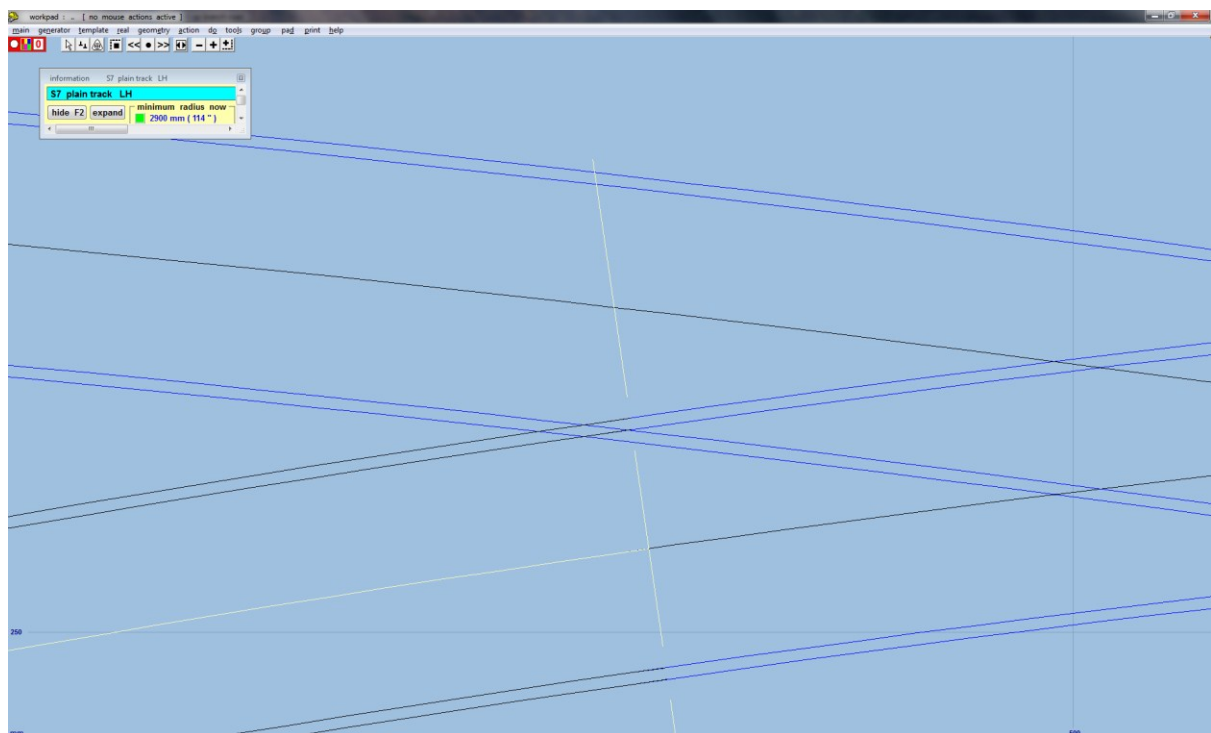 workpad : .. [ no mouse actions active ]
main generator template real geometry action do tools group pad print help
0 << ● >> − +
information S7 plain track LH
S7 plain track LH
hide F2 expand minimum radius now
2900 mm ( 114 " )
250
500